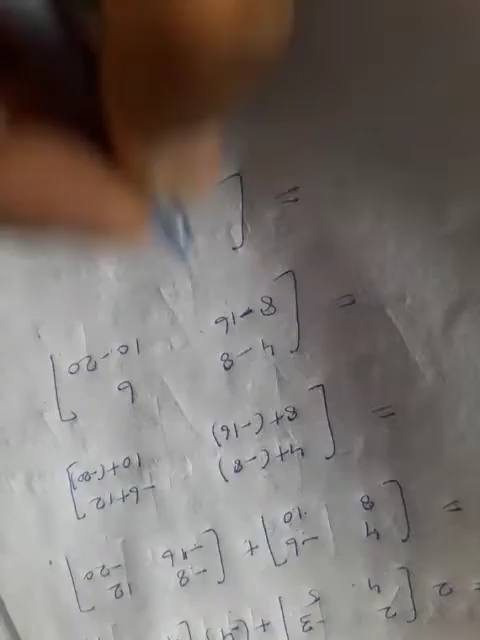 = 2 [ 2 -3 ] + (-4) [
4 5
= [ 4 -6 ] + [ -8 12 ]
8 10 -16 -20
= [ 4+(-8) -6+12 ]
8+(-16) 10+(-20)
= [ 4-8 6 ]
8-16 10-20
= [